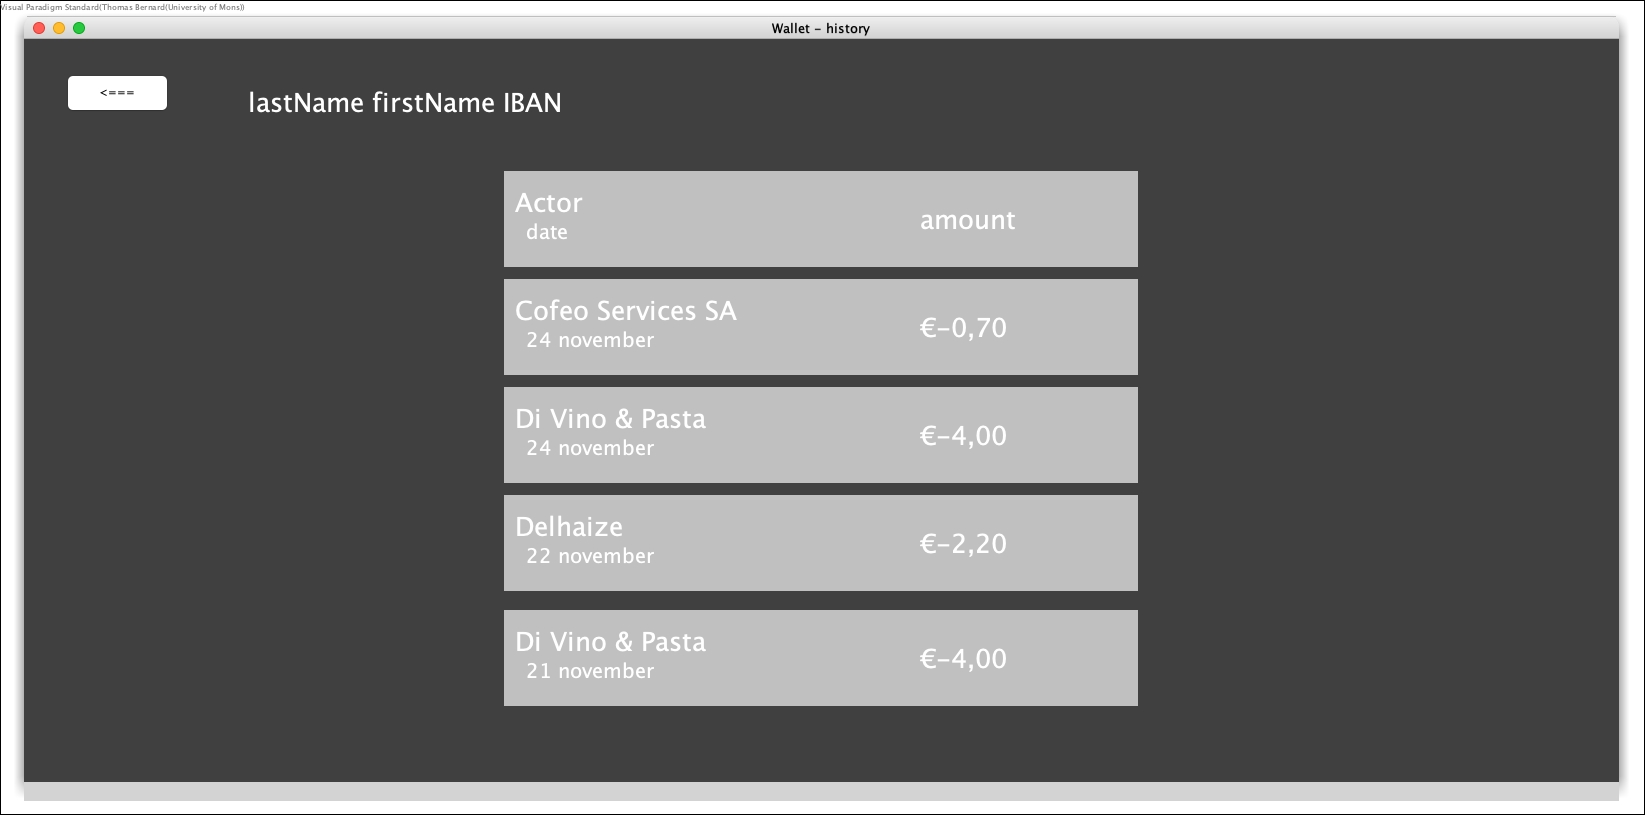 Visual Paradigm Standard(Thomas Bernard(University of Mons))
Wallet - history
<===
lastName firstName IBAN
Actor
date
amount
Cofeo Services SA
24 november
€-0,70
Di Vino & Pasta
24 november
€-4,00
Delhaize
22 november
€-2,20
Di Vino & Pasta
21 november
€-4,00